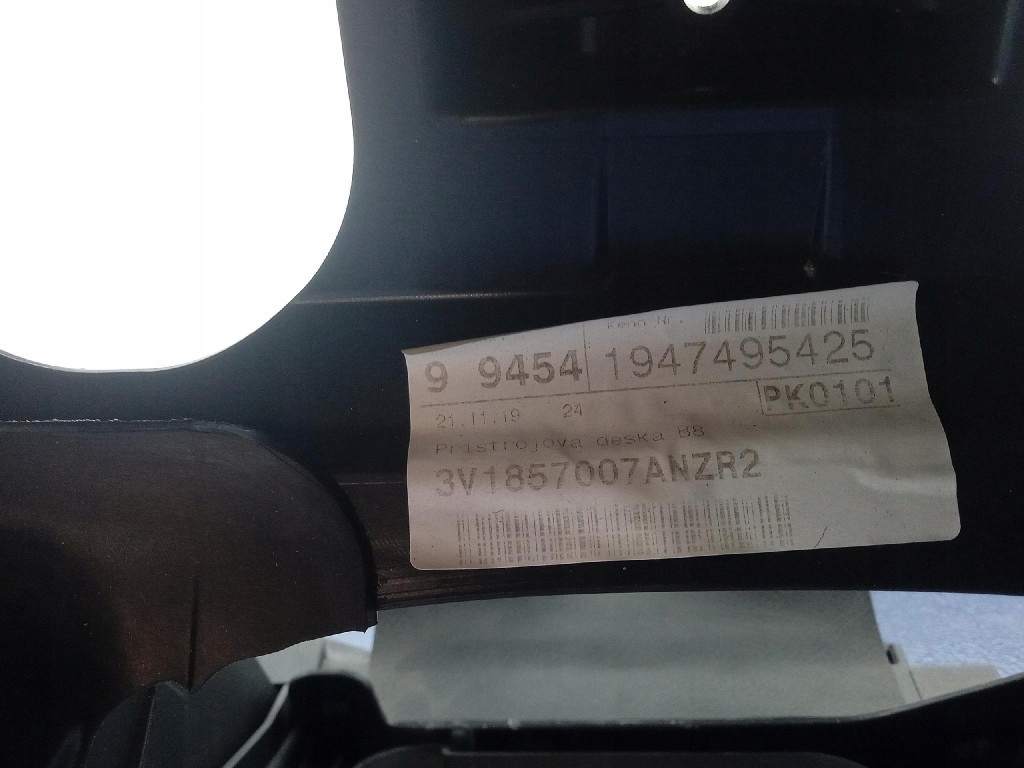 Kenn Nr.
9 9454 1947495425
21.11.19 24 PK0101
Pristrojova deska B8
3V1857007ANZR2